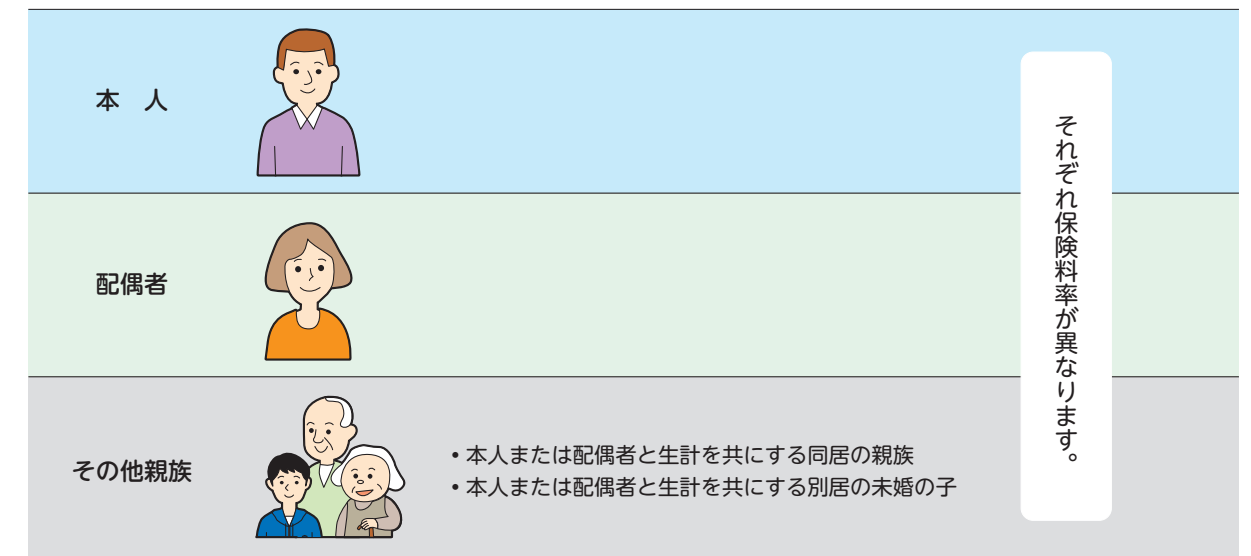 本 人
配偶者
その他親族
・本人または配偶者と生計を共にする同居の親族
・本人または配偶者と生計を共にする別居の未婚の子
それぞれ保険料率が異なります。